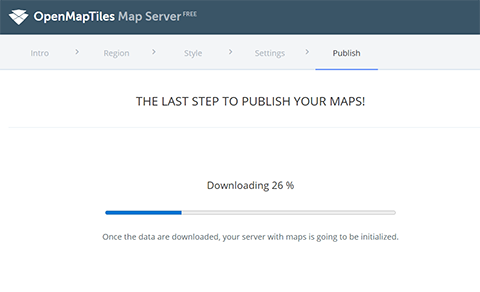 OpenMapTiles Map Server FREE
Intro > Region > Style > Settings > Publish
THE LAST STEP TO PUBLISH YOUR MAPS!
Downloading 26 %
Once the data are downloaded, your server with maps is going to be initialized.